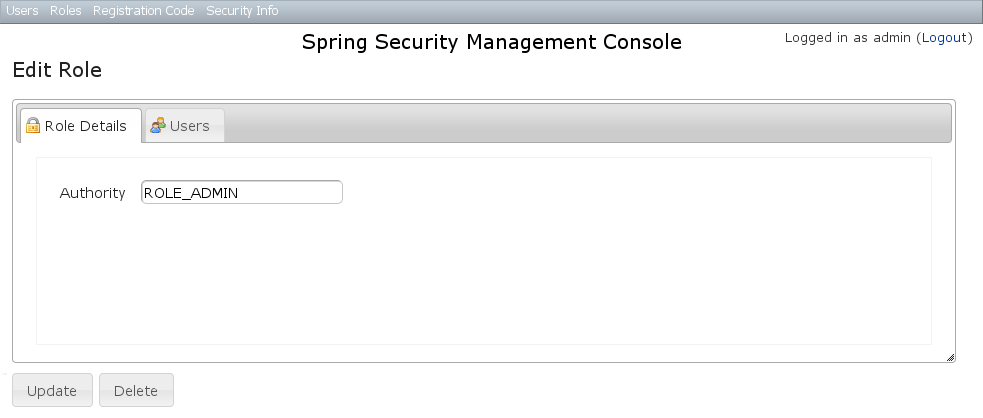 Users Roles Registration Code Security Info
Spring Security Management Console
Logged in as admin (Logout)
Edit Role
Role Details Users
Authority ROLE_ADMIN
Update Delete